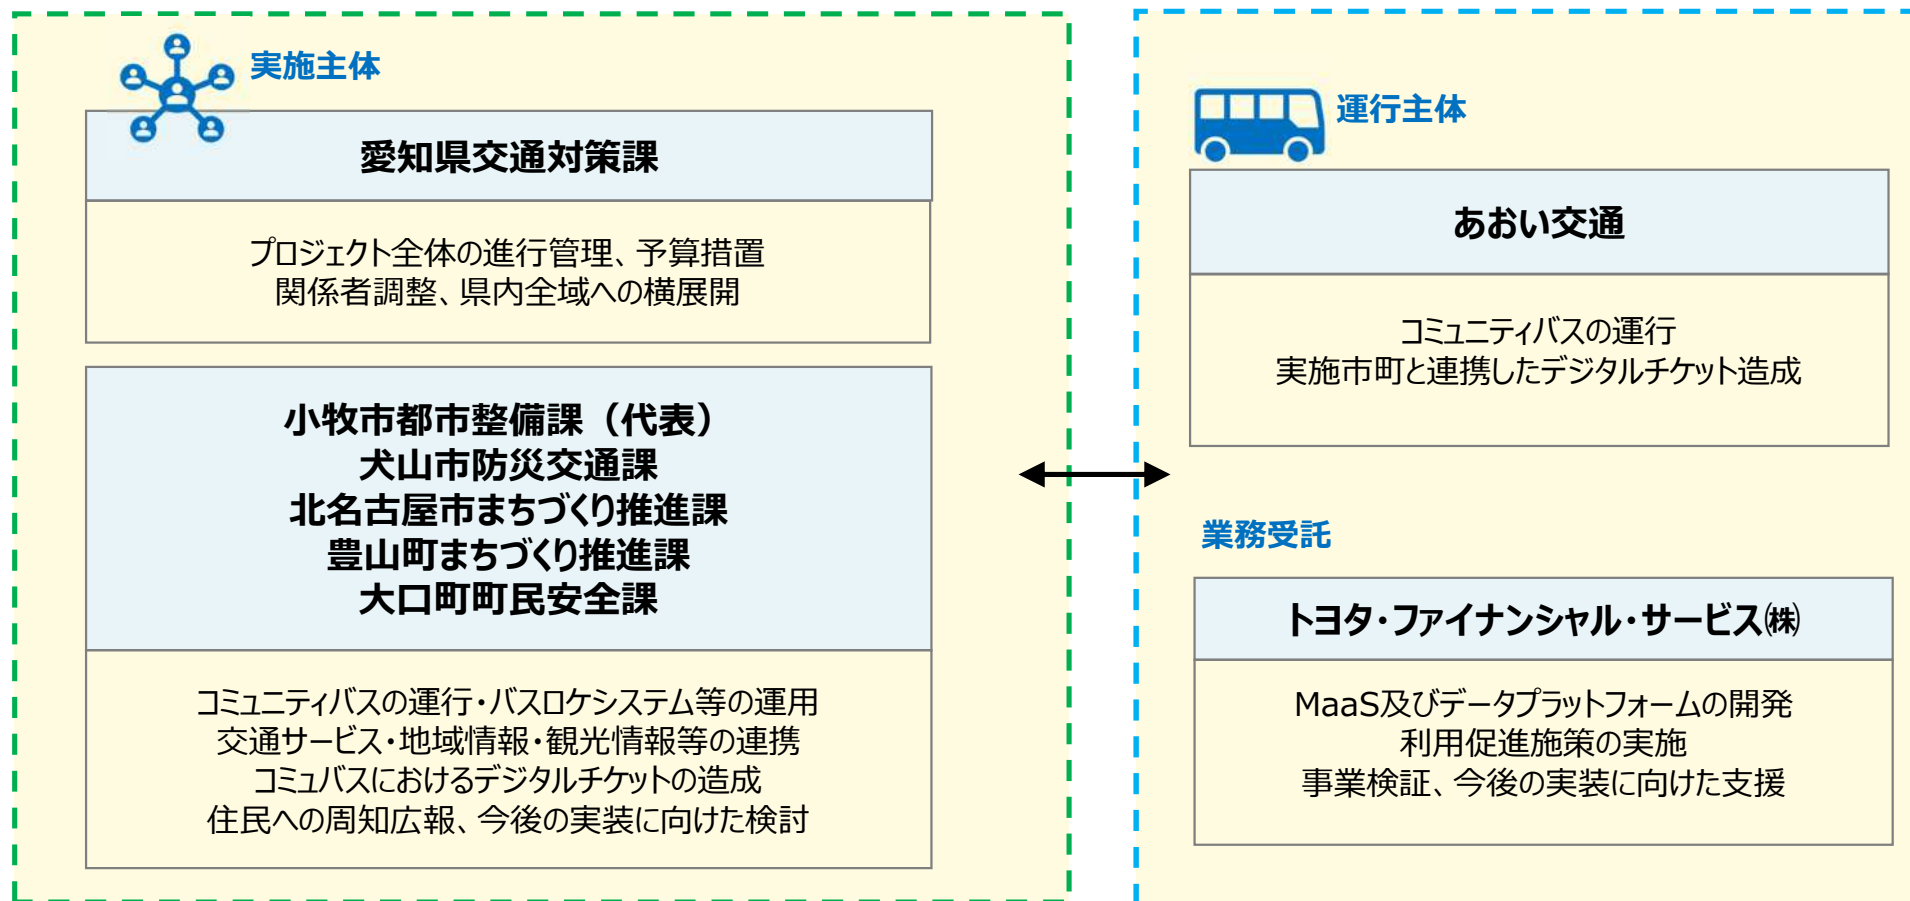 実施主体
愛知県交通対策課
プロジェクト全体の進行管理、予算措置
関係者調整、県内全域への横展開
小牧市都市整備課（代表）
犬山市防災交通課
北名古屋市まちづくり推進課
豊山町まちづくり推進課
大口町町民安全課
コミュニティバスの運行・バスロケシステム等の運用
交通サービス・地域情報・観光情報等の連携
コミュバスにおけるデジタルチケットの造成
住民への周知広報、今後の実装に向けた検討
運行主体
あおい交通
コミュニティバスの運行
実施市町と連携したデジタルチケット造成
業務受託
トヨタ・ファイナンシャル・サービス㈱
MaaS及びデータプラットフォームの開発
利用促進施策の実施
事業検証、今後の実装に向けた支援